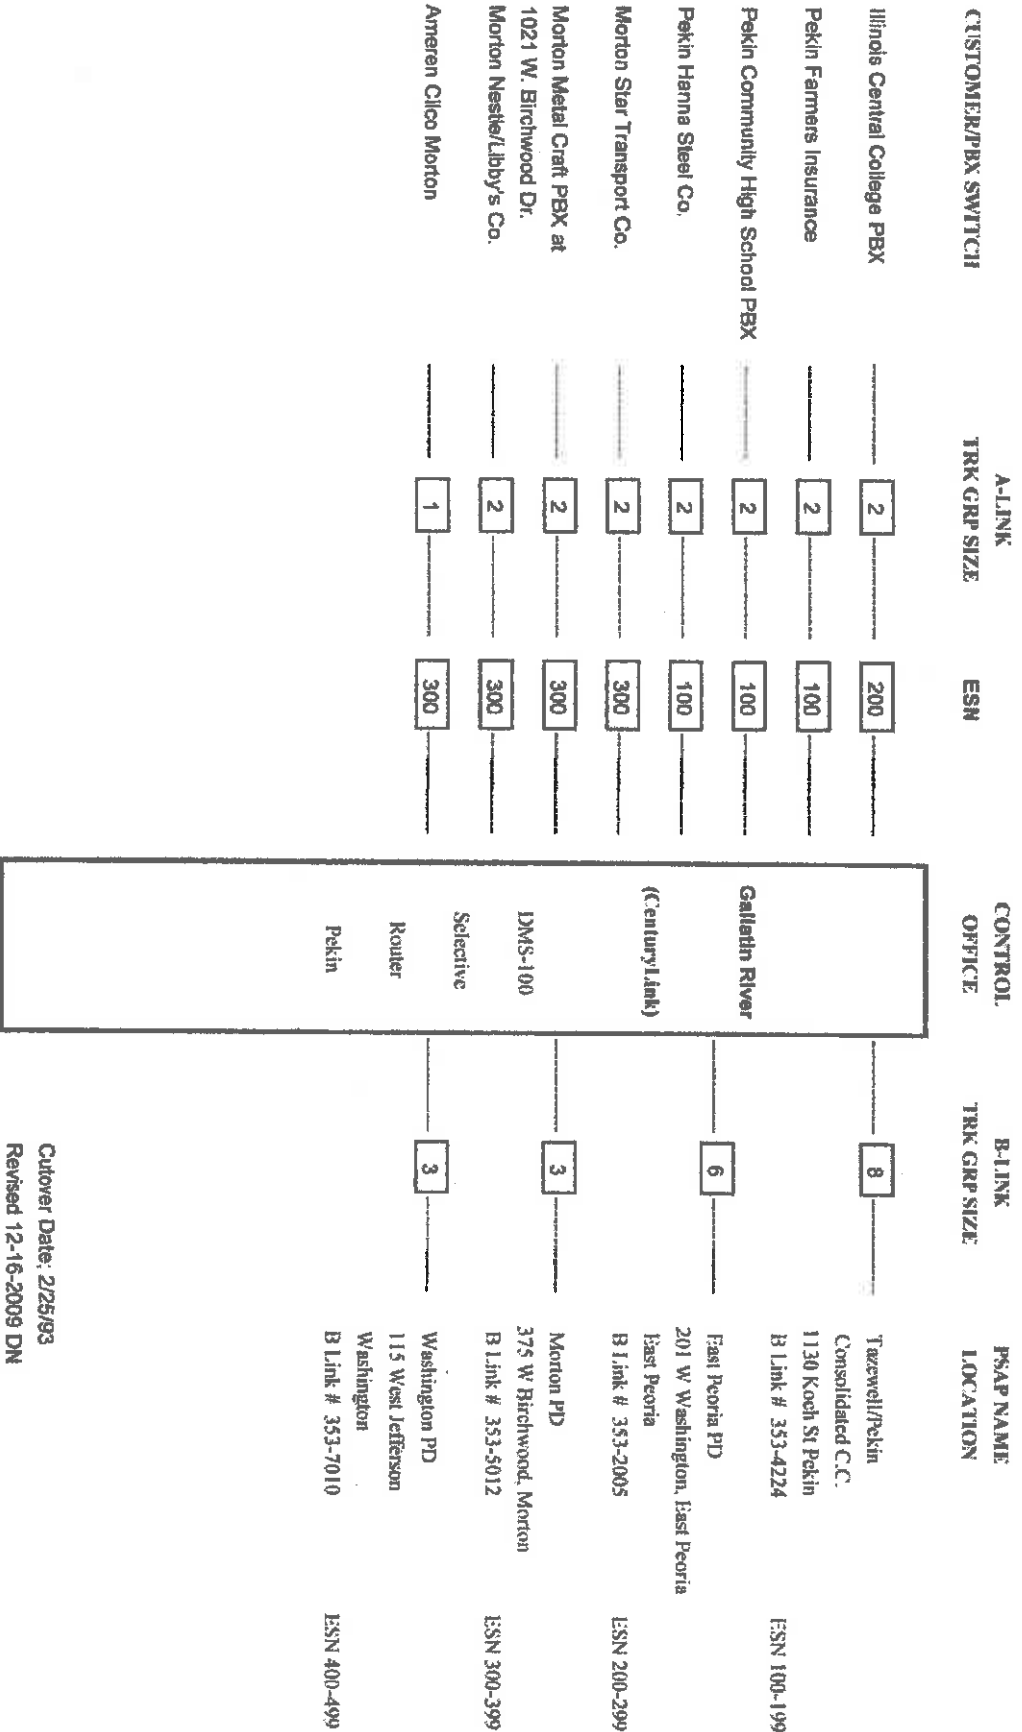 CUSTOMER/PBX SWITCH
A-LINK
TRK GRP SIZE
ESN
CONTROL
OFFICE
B-LINK
TRK GRP SIZE
PSAP NAME
LOCATION
Illinois Central College PBX
2
200
Pekin Farmers Insurance
2
100
Pekin Community High School PBX
2
100
Pekin Hanna Steel Co.
2
100
Morton Star Transport Co.
2
300
Morton Metal Craft PBX at
1021 W. Birchwood Dr.
2
300
Morton Nestle/Libby's Co.
2
300
Ameren Cilco Morton
1
300
Gallatin River
(CenturyLink)
DMS-100
Selective
Router
Pekin
8
Tazewell/Pekin
Consolidated C.C.
1130 Koch St Pekin
B Link # 353-4224
ESN 100-199
6
East Peoria PD
201 W Washington, East Peoria
East Peoria
B Link # 353-2005
ESN 200-299
3
Morton PD
375 W Birchwood, Morton
B Link # 353-5012
ESN 300-399
3
Washington PD
115 West Jefferson
Washington
B Link # 353-7010
ESN 400-499
Cutover Date: 2/25/93
Revised 12-16-2009 DN